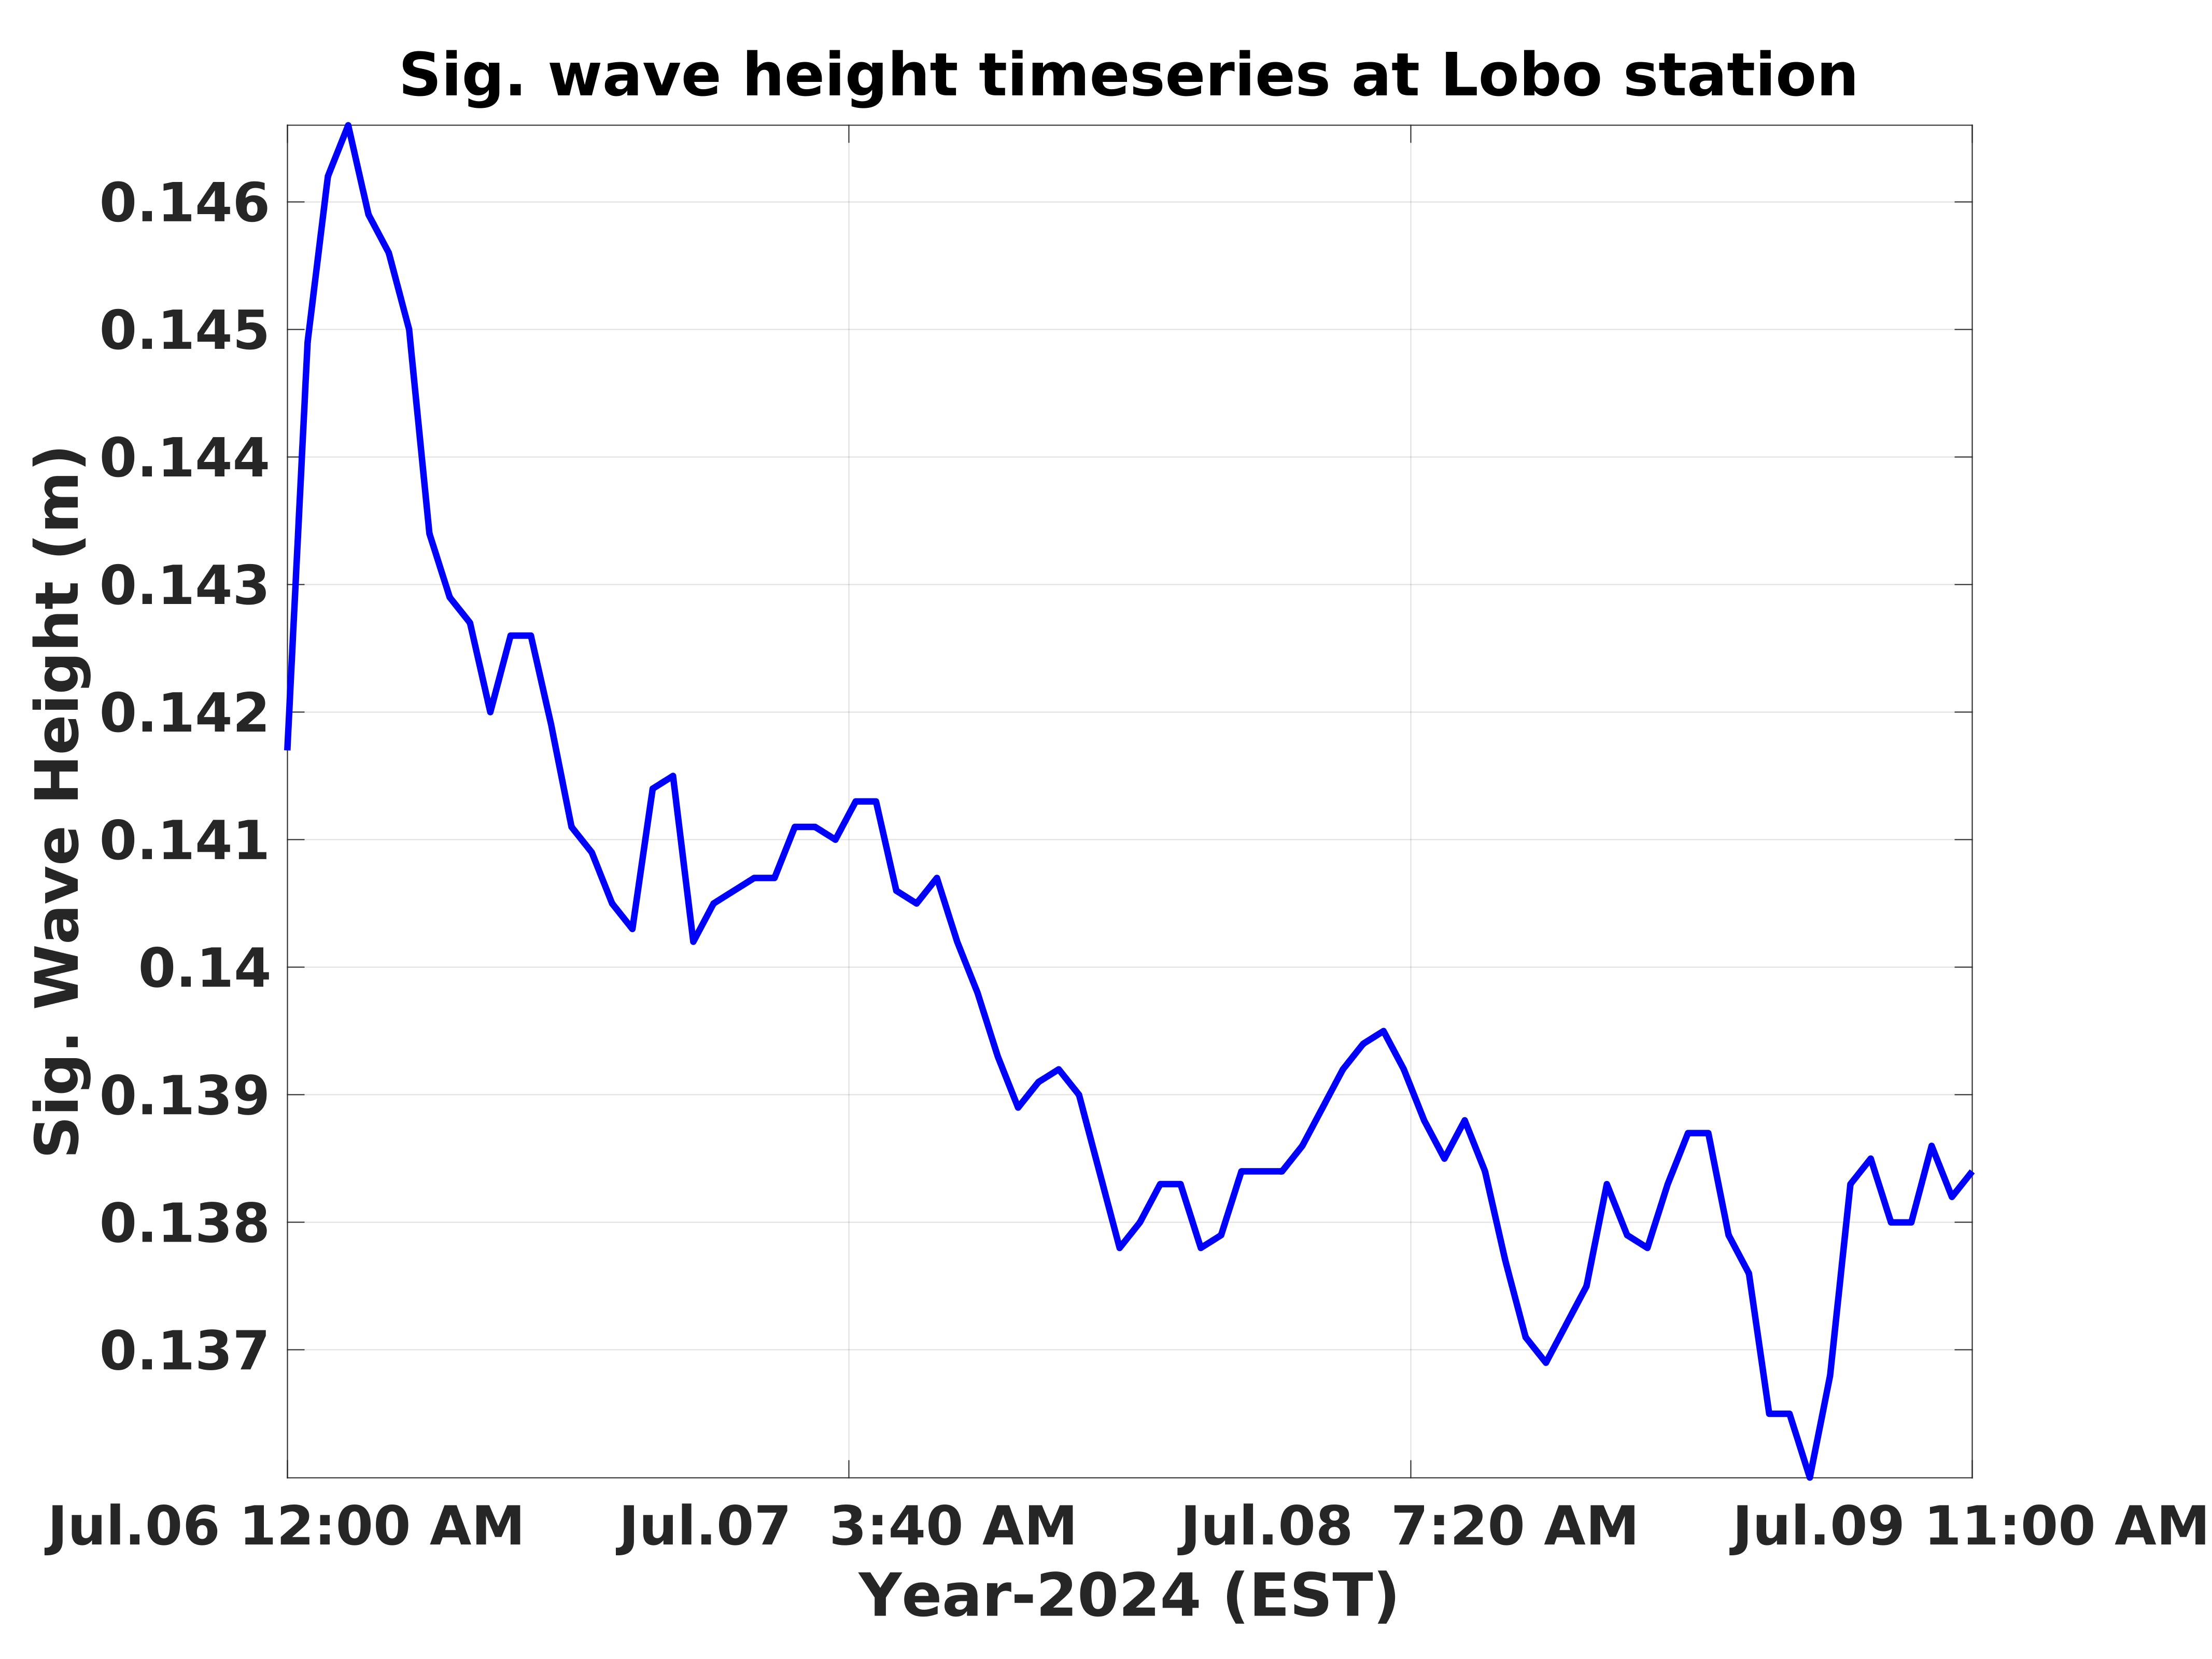 Sig. wave height timeseries at Lobo station
0.146
0.145
0.144
0.143
0.142
0.141
0.14
0.139
0.138
0.137
Sig. Wave Height (m)
Jul.06 12:00 AM Jul.07 3:40 AM Jul.08 7:20 AM Jul.09 11:00 AM
Year-2024 (EST)